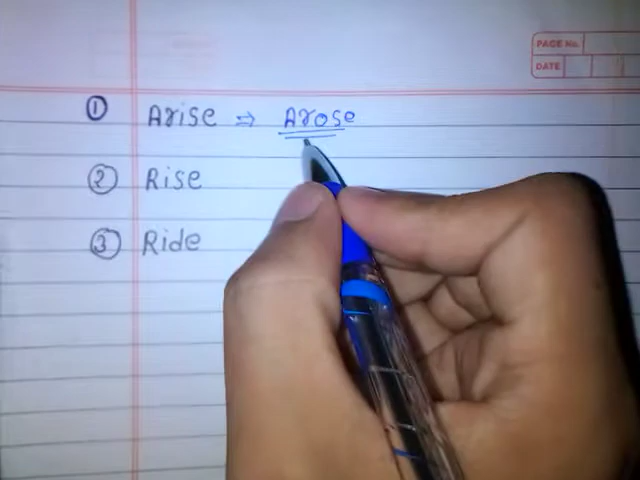 PAGE No.
DATE
① Arise ⇒ Arose
② Rise
③ Ride